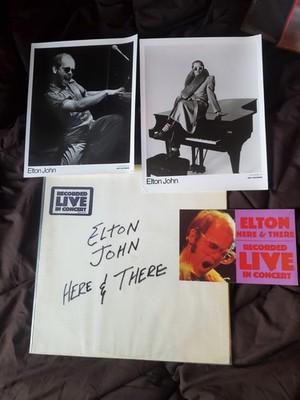 Elton John
Elton John
RECORDED
LIVE
IN CONCERT
ELTON
JOHN
HERE & THERE
ELTON
HERE & THERE
RECORDED
LIVE
IN CONCERT